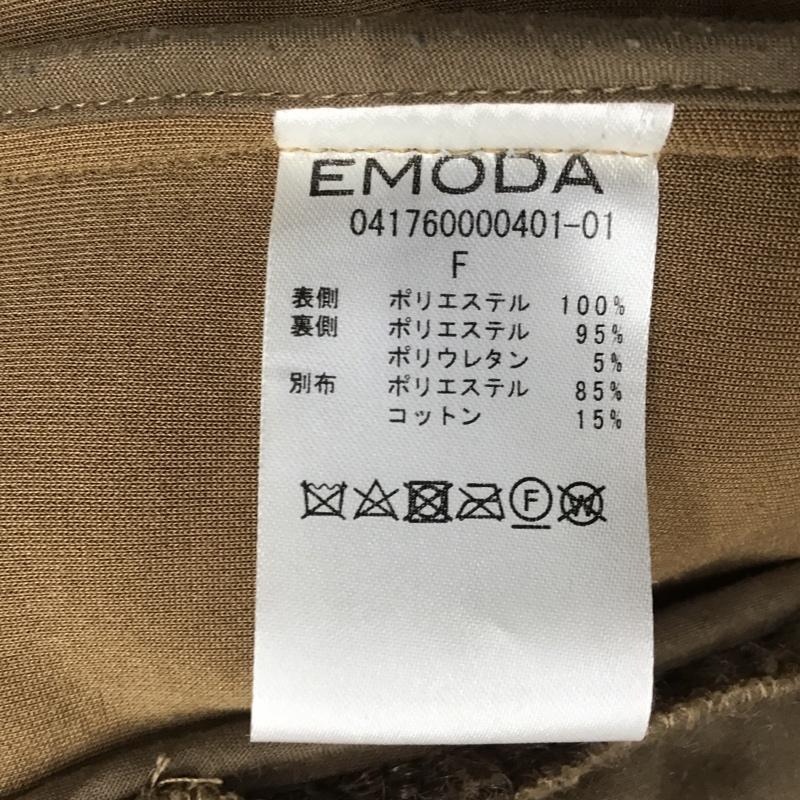 EMODA
041760000401-01
F
表側 ポリエステル 100%
裏側 ポリエステル 95%
ポリウレタン 5%
別布 ポリエステル 85%
コットン 15%
F W